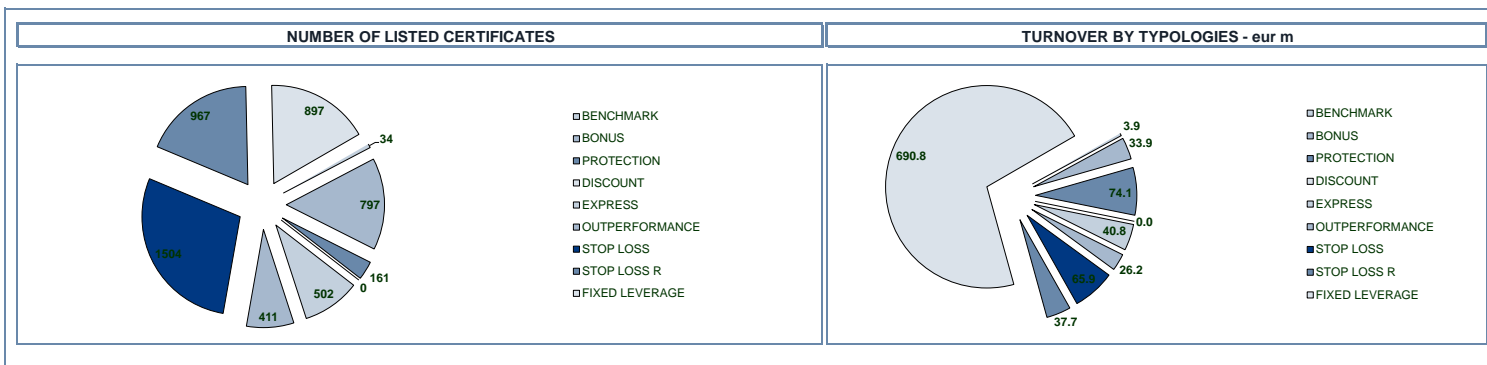 NUMBER OF LISTED CERTIFICATES
967
897
34
797
161
0
502
411
1504
BENCHMARK
BONUS
PROTECTION
DISCOUNT
EXPRESS
OUTPERFORMANCE
STOP LOSS
STOP LOSS R
FIXED LEVERAGE
TURNOVER BY TYPOLOGIES - eur m
690.8
3.9
33.9
74.1
0.0
40.8
26.2
65.9
37.7
BENCHMARK
BONUS
PROTECTION
DISCOUNT
EXPRESS
OUTPERFORMANCE
STOP LOSS
STOP LOSS R
FIXED LEVERAGE